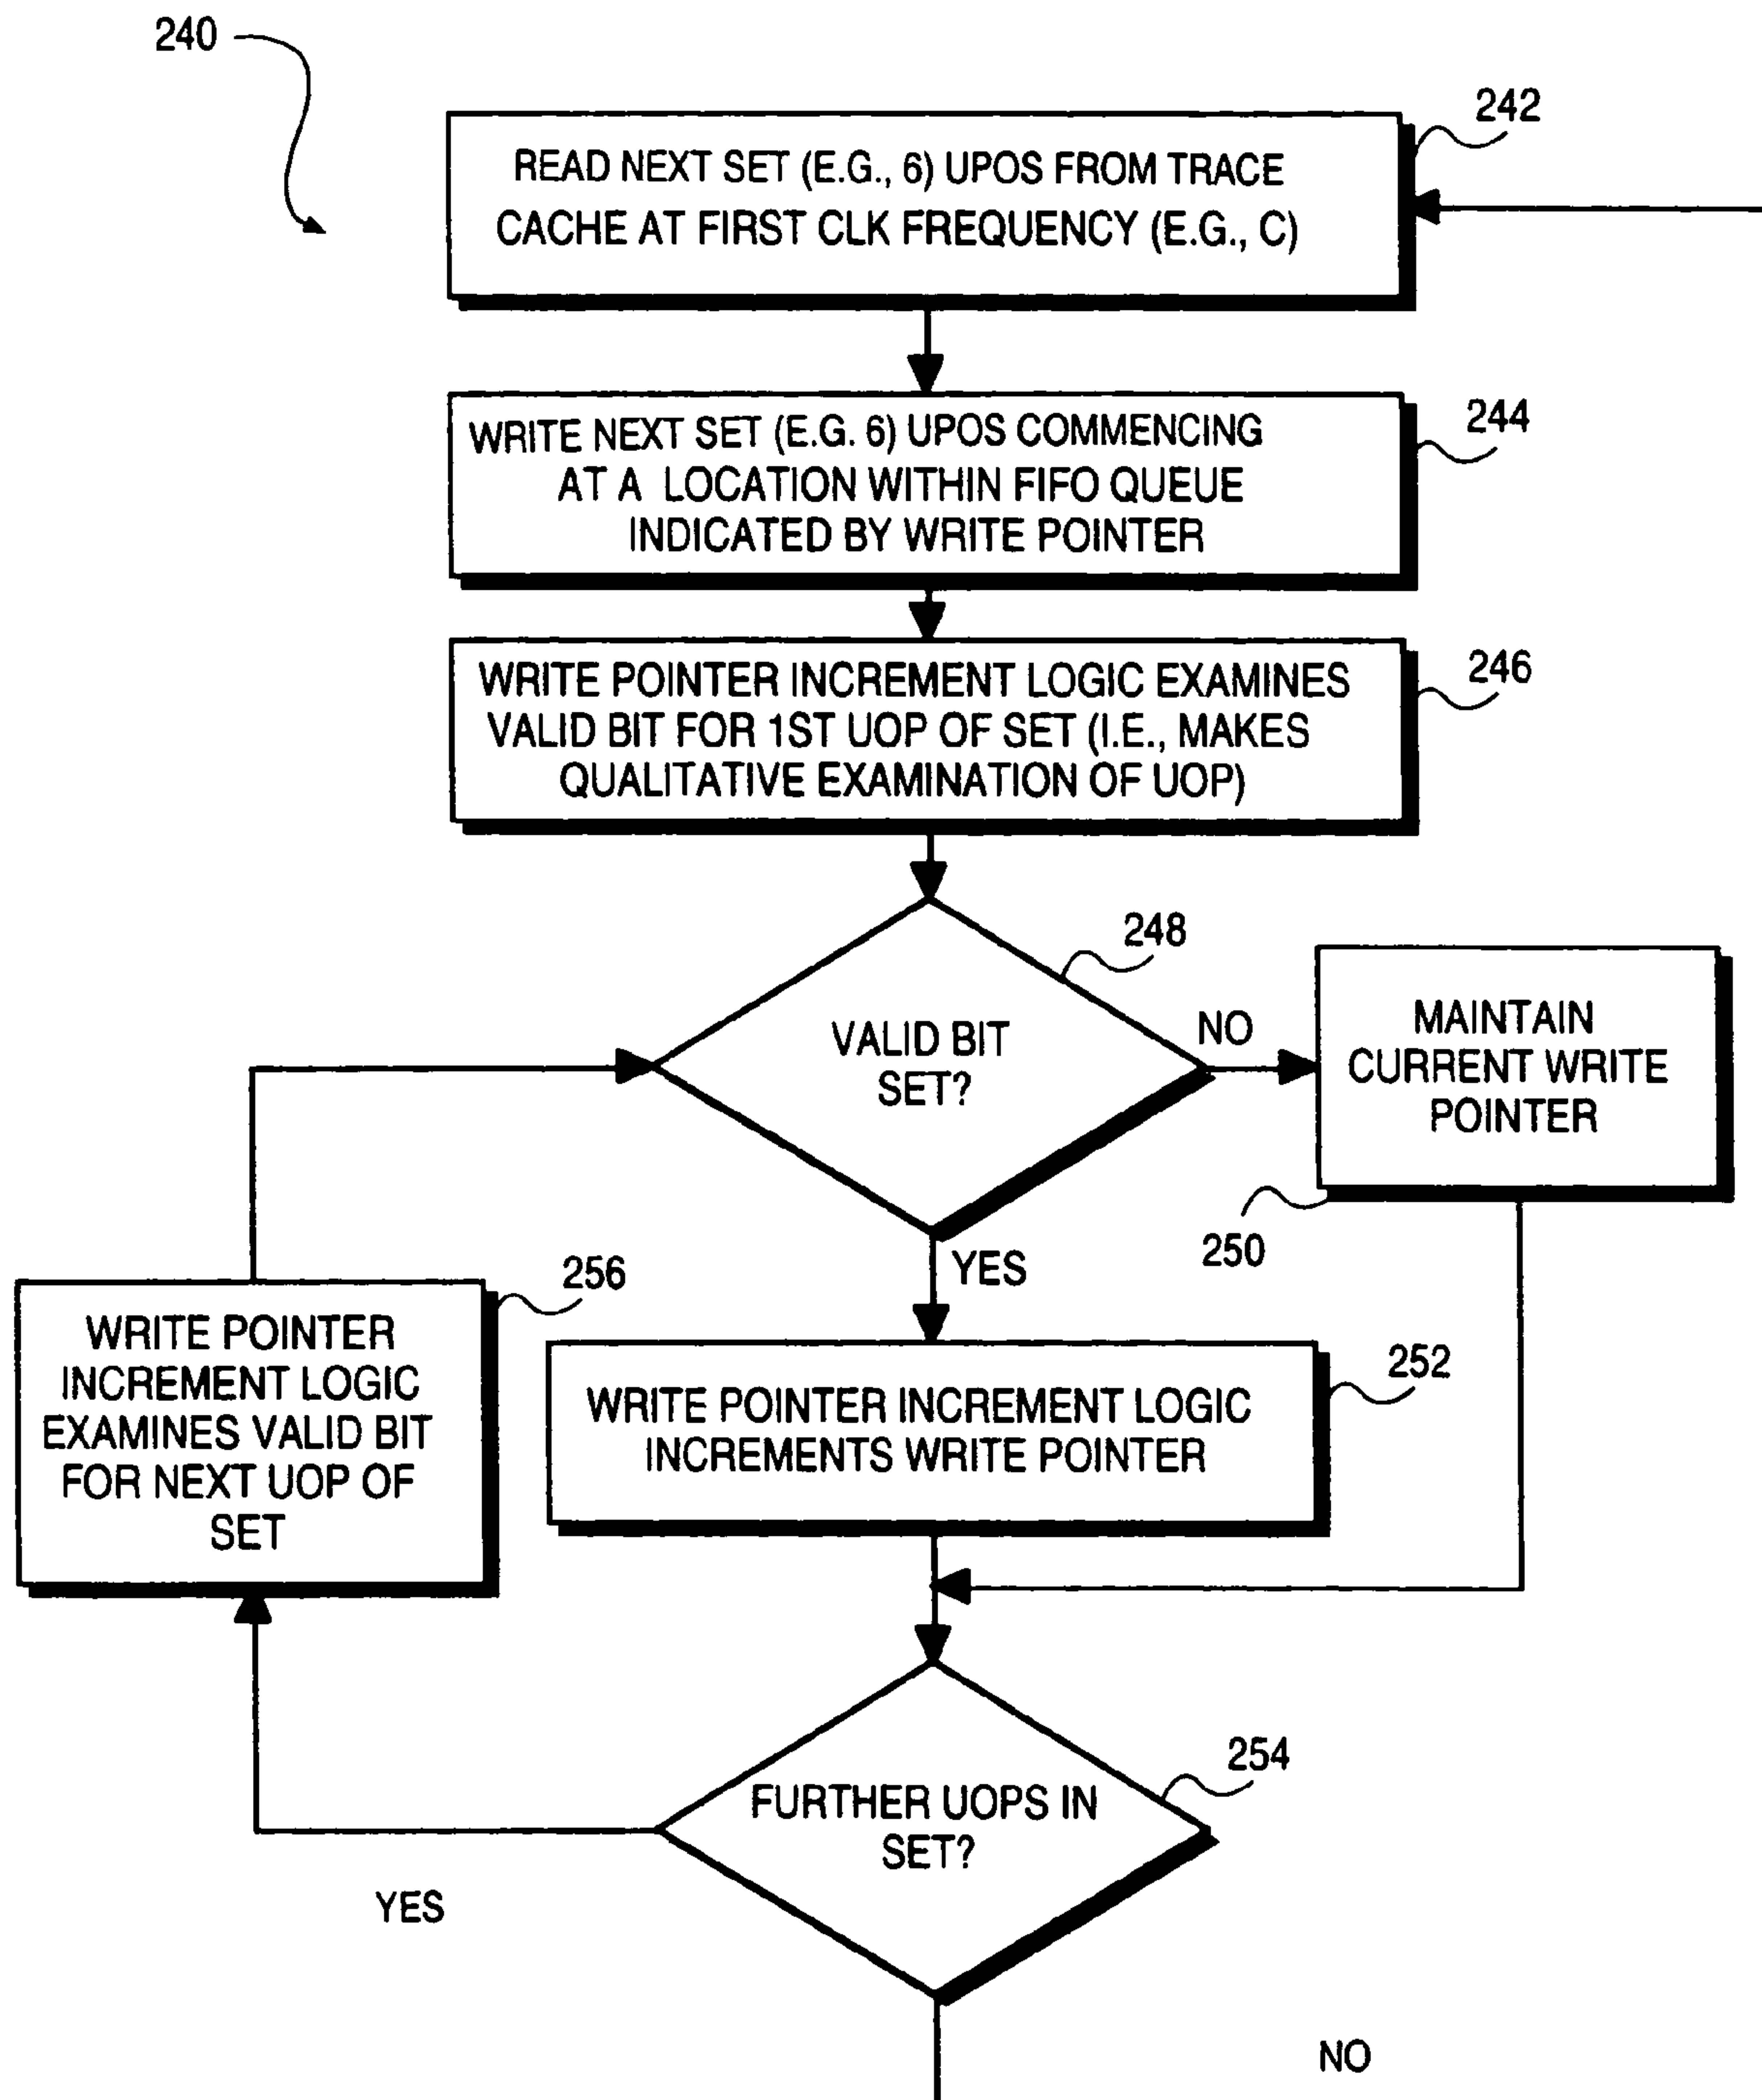 240
242
READ NEXT SET (E.G., 6) UPOS FROM TRACE
CACHE AT FIRST CLK FREQUENCY (E.G., C)
244
WRITE NEXT SET (E.G. 6) UPOS COMMENCING
AT A LOCATION WITHIN FIFO QUEUE
INDICATED BY WRITE POINTER
246
WRITE POINTER INCREMENT LOGIC EXAMINES
VALID BIT FOR 1ST UOP OF SET (I.E., MAKES
QUALITATIVE EXAMINATION OF UOP)
248
VALID BIT
SET?
NO
MAINTAIN
CURRENT WRITE
POINTER
250
YES
256
WRITE POINTER
INCREMENT LOGIC
EXAMINES VALID BIT
FOR NEXT UOP OF
SET
252
WRITE POINTER INCREMENT LOGIC
INCREMENTS WRITE POINTER
254
FURTHER UOPS IN
SET?
YES
NO